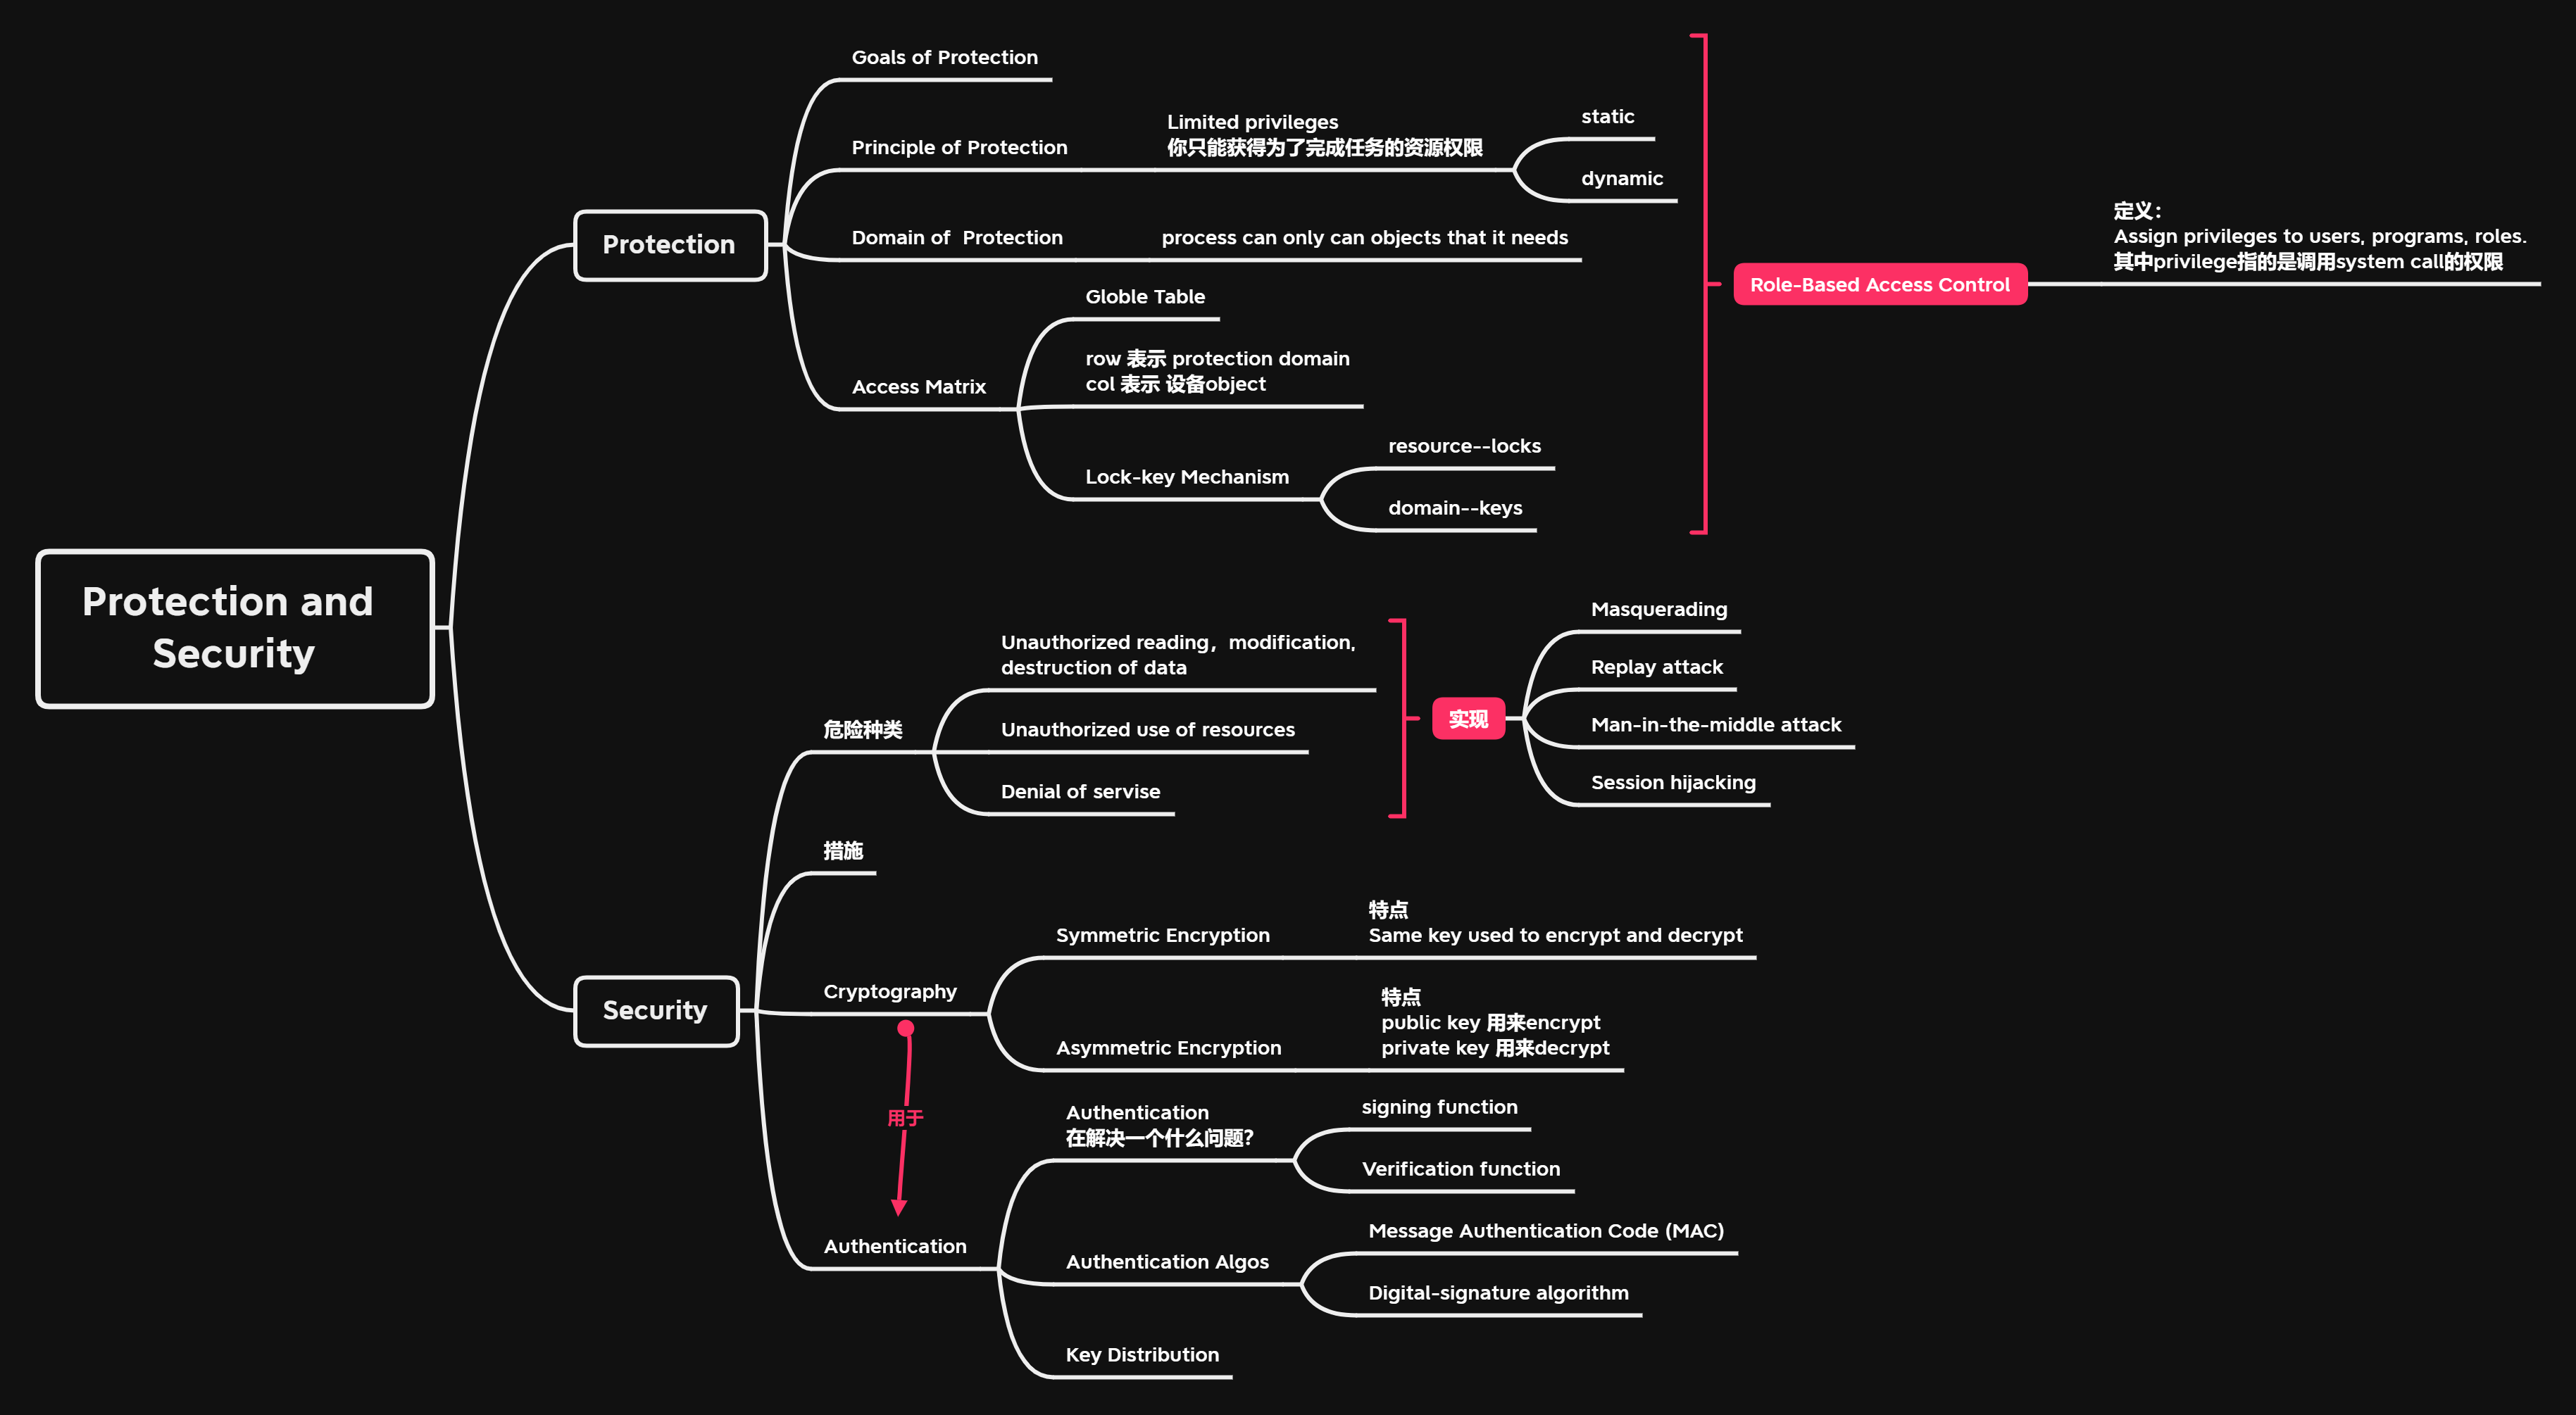 Protection and
Security
Protection
Goals of Protection
Principle of Protection
Limited privileges
你只能获得为了完成任务的资源权限
static
dynamic
Domain of  Protection
process can only can objects that it needs
Access Matrix
Globle Table
row 表示 protection domain
col 表示 设备object
Lock-key Mechanism
resource--locks
domain--keys
Role-Based Access Control
定义：
Assign privileges to users, programs, roles.
其中privilege指的是调用system call的权限
Security
危险种类
Unauthorized reading，modification,
destruction of data
Unauthorized use of resources
Denial of servise
实现
Masquerading
Replay attack
Man-in-the-middle attack
Session hijacking
措施
Cryptography
Symmetric Encryption
特点
Same key used to encrypt and decrypt
Asymmetric Encryption
特点
public key 用来encrypt
private key 用来decrypt
用于
Authentication
Authentication
在解决一个什么问题？
signing function
Verification function
Authentication Algos
Message Authentication Code (MAC)
Digital-signature algorithm
Key Distribution